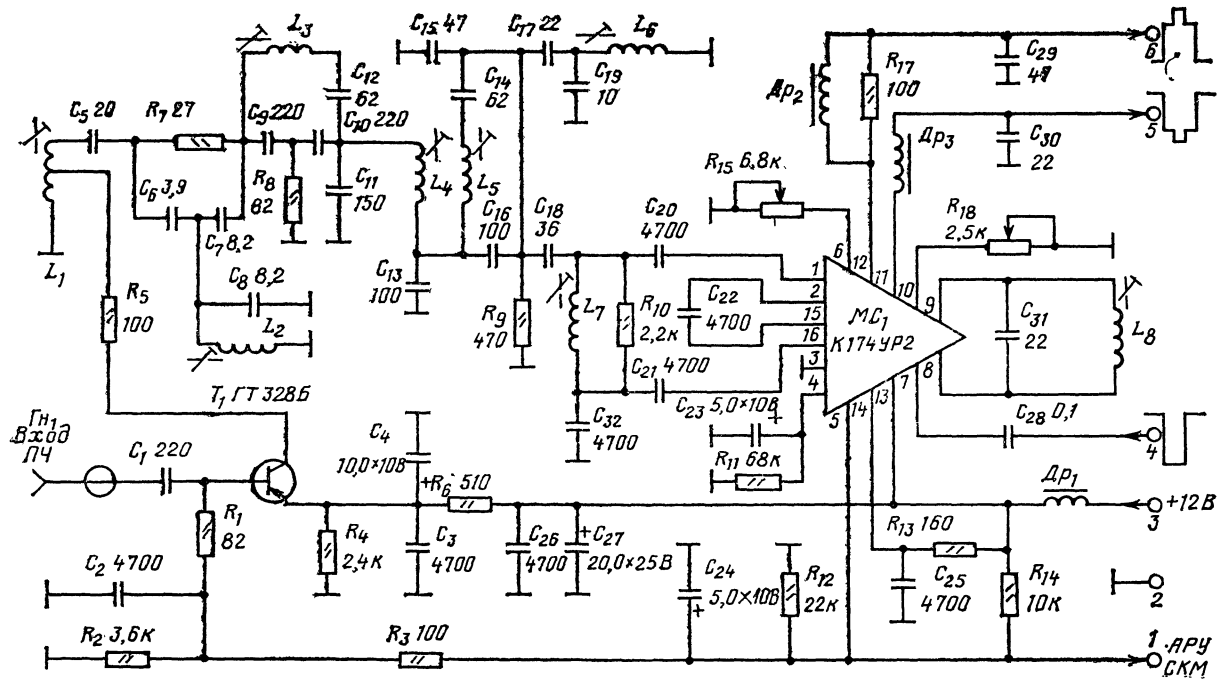 C15 47
C17 22
L6
L3
C12
62
C14
62
C19
10
Др2
R17
100
C29
47
6
C5 20
R7 27
C9 220
C10 220
Др3
C30
22
5
C6 3,9
R8
82
C11
150
L4
L5
R15 6,8к
R18
2,5к
C7 8,2
C16
100
C18
36
C20
4700
L1
C8 8,2
C13
100
6
12
11
10
9
1
2
15
16
3
4
5
14
13
7
8
МС1
К174УР2
R5
100
L2
R9
470
L7
R10
2,2к
C22
4700
C31
22
L8
C21 4700
T1 ГТ 328Б
C32
4700
C23 5,0×10В
+
C28 0,1
4
Гн1
Вход
ПЧ
C1 220
C4
10,0×10В
+
R6 510
R11 68к
Др1
+12В
3
R1
82
R4
2,4к
C3
4700
C26
4700
+
C27
20,0×25В
R13 160
C2 4700
C24
5,0×10В
+
R12
22к
C25
4700
R14
10к
2
R2 3,6к
R3 100
1
АРУ
СКМ